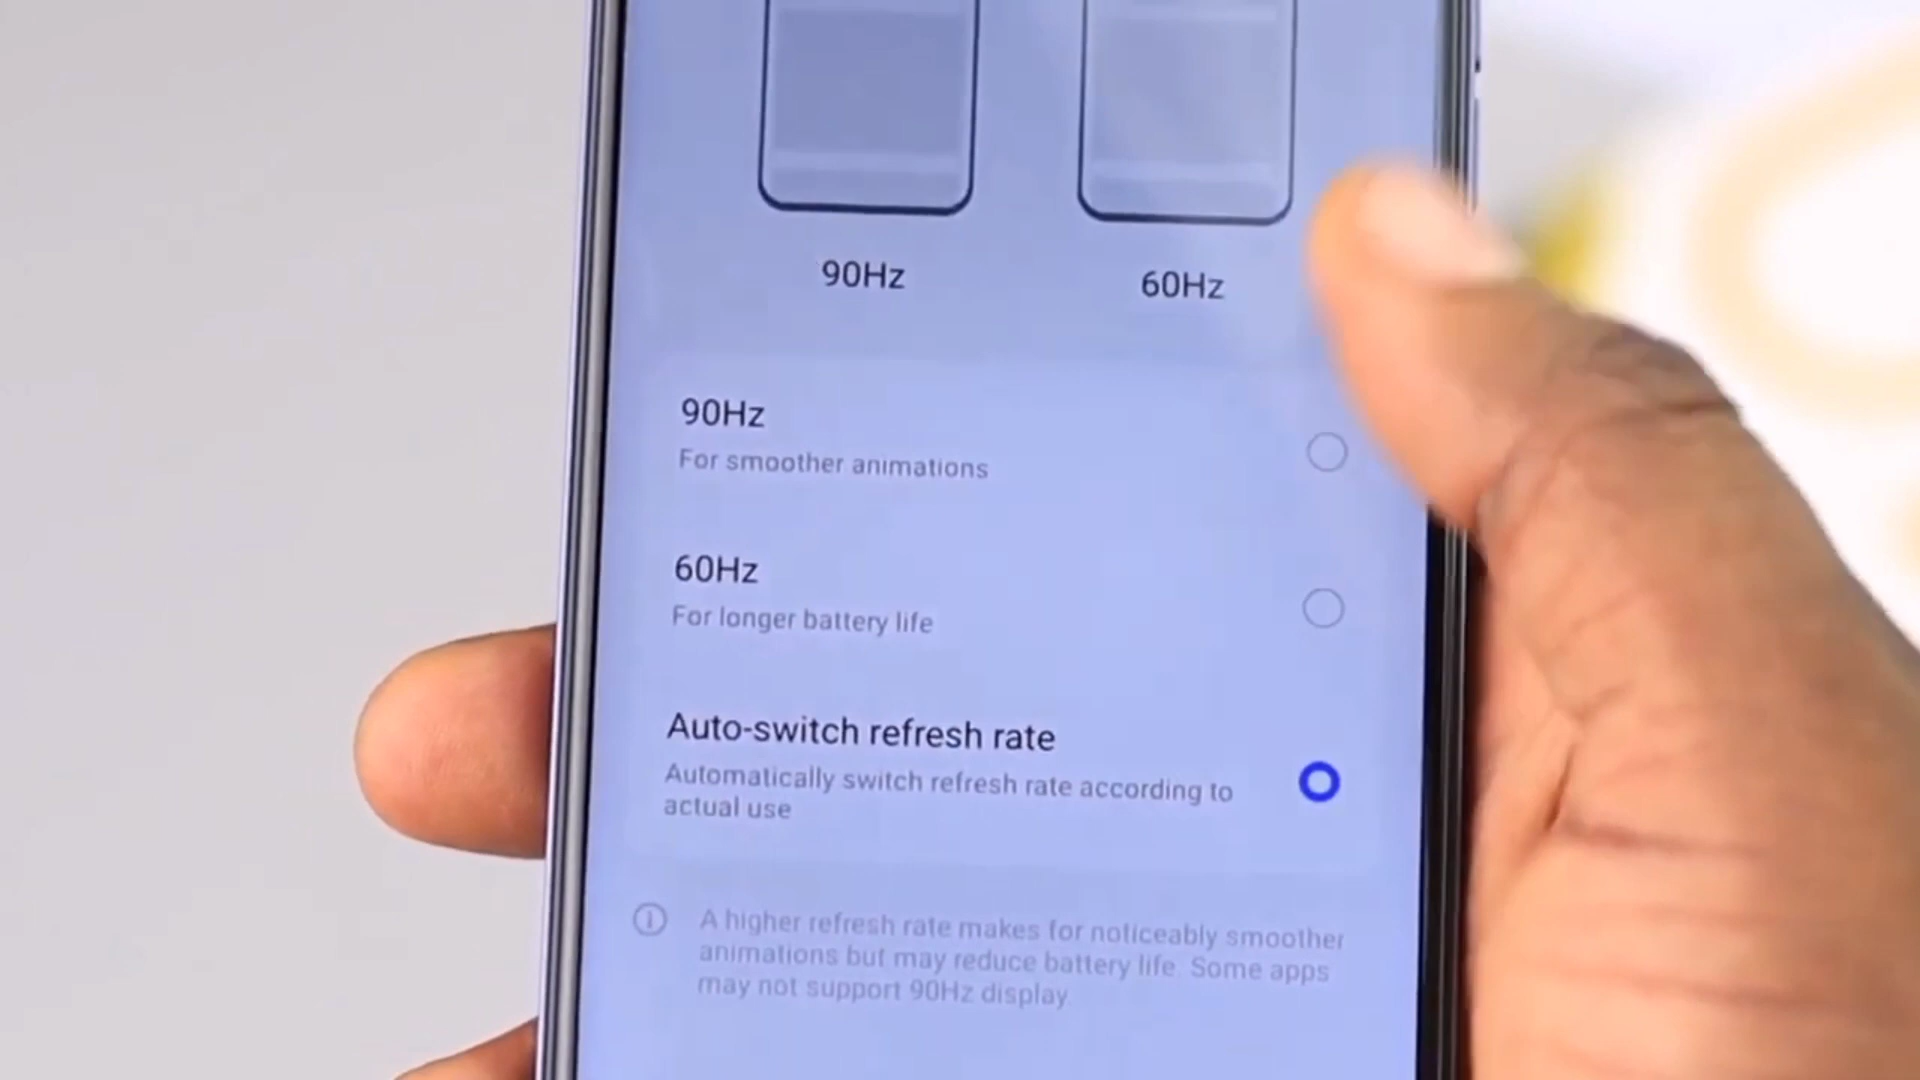 90Hz 60Hz
90Hz
For smoother animations
60Hz
For longer battery life
Auto-switch refresh rate
Automatically switch refresh rate according to
actual use
A higher refresh rate makes for noticeably smoother
animations but may reduce battery life. Some apps
may not support 90Hz display.